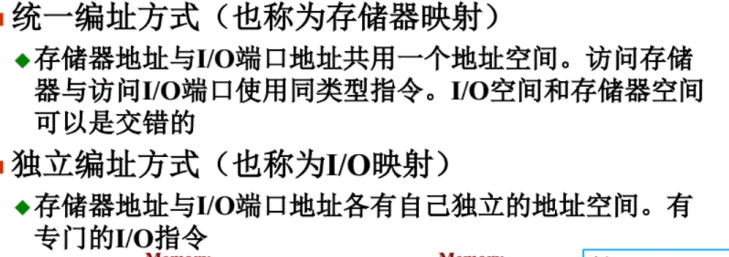 统一编址方式（也称为存储器映射）
存储器地址与I/O端口地址共用一个地址空间。访问存储
器与访问I/O端口使用同类型指令。I/O空间和存储器空间
可以是交错的
独立编址方式（也称为I/O映射）
存储器地址与I/O端口地址各有自己独立的地址空间。有
专门的I/O指令